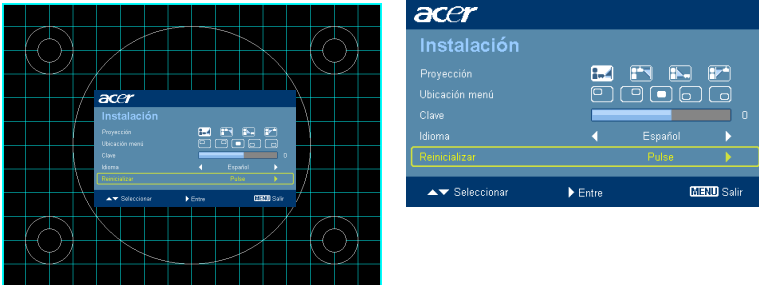 acer
Instalación
Proyección
Ubicación menú
Clave 0
Idioma Español
Reinicializar Pulse
Seleccionar Entre MENU Salir
acer
Instalación
Proyección
Ubicación menú
Clave 0
Idioma Español
Reinicializar Pulse
Seleccionar Entre MENU Salir